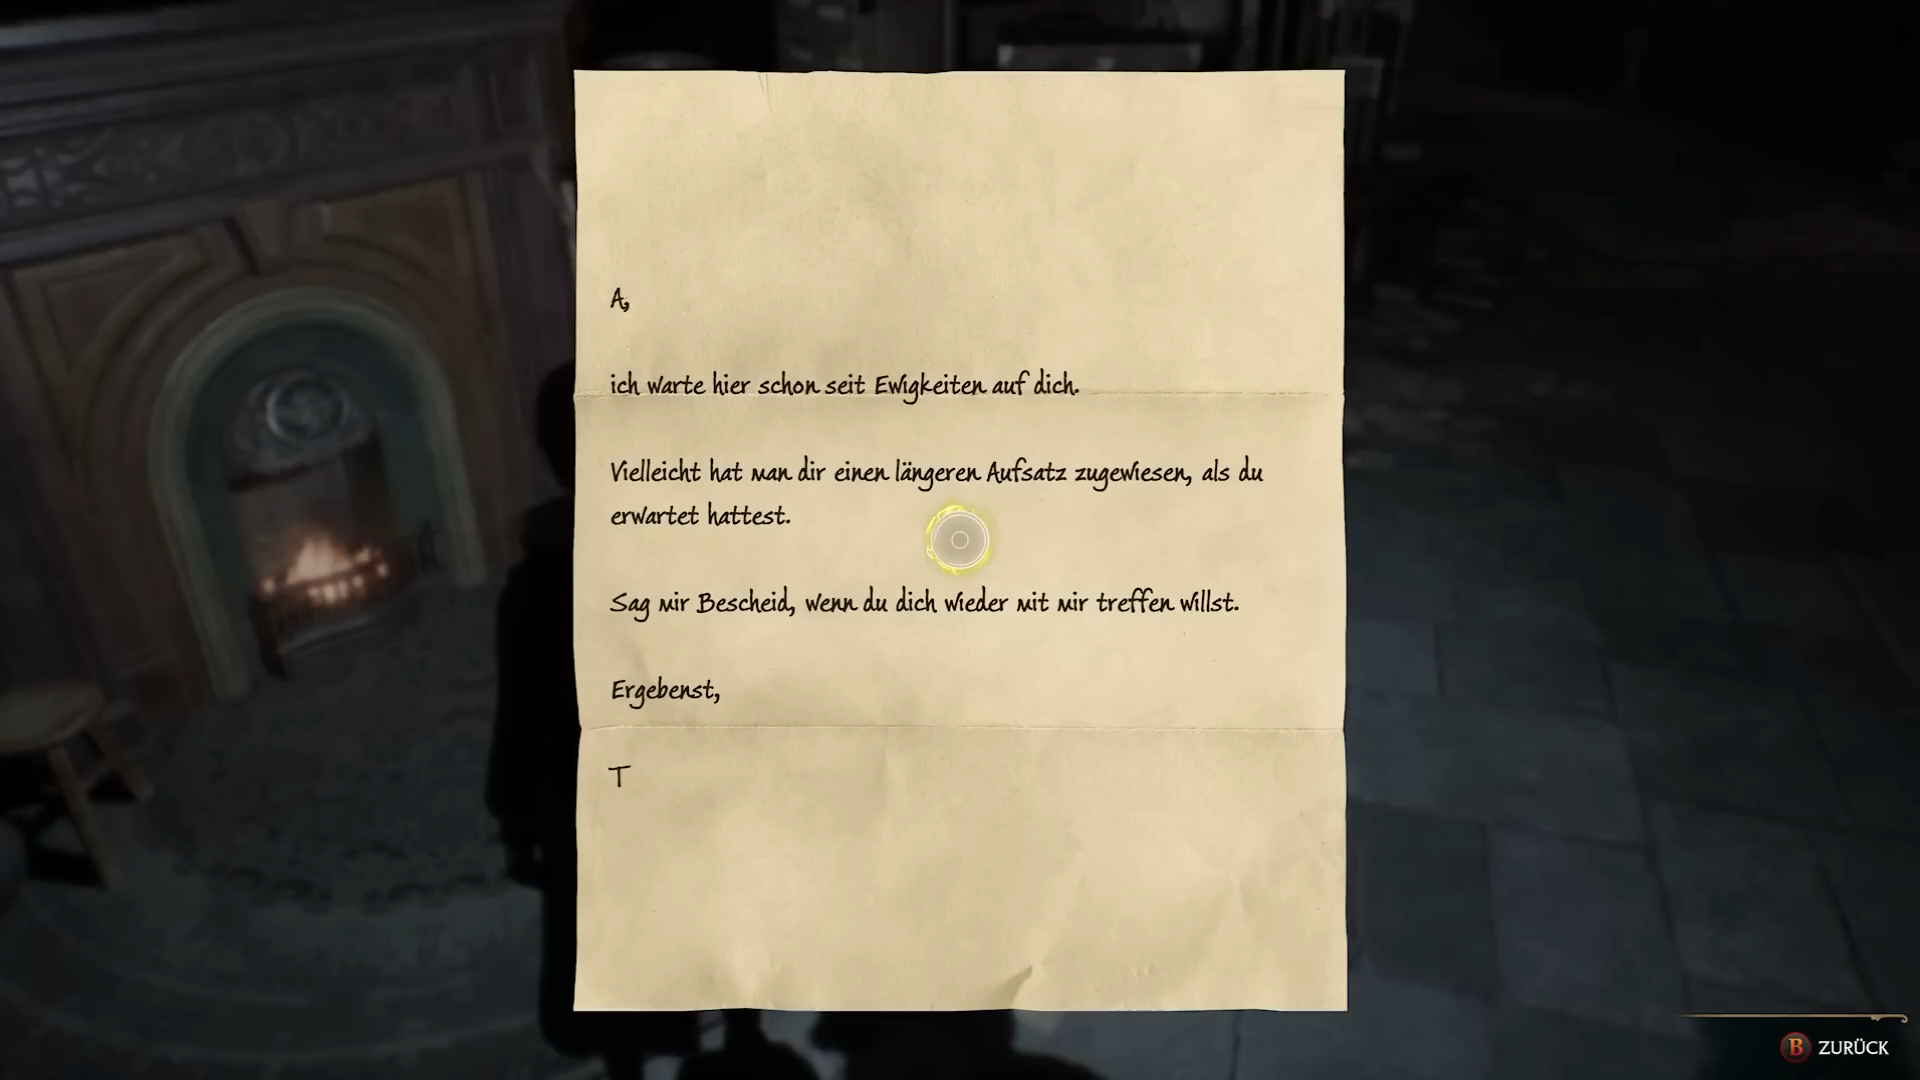 A,
ich warte hier schon seit Ewigkeiten auf dich.
Vielleicht hat man dir einen längeren Aufsatz zugewiesen, als du
erwartet hattest.
Sag mir Bescheid, wenn du dich wieder mit mir treffen willst.
Ergebenst,
T
B ZURÜCK